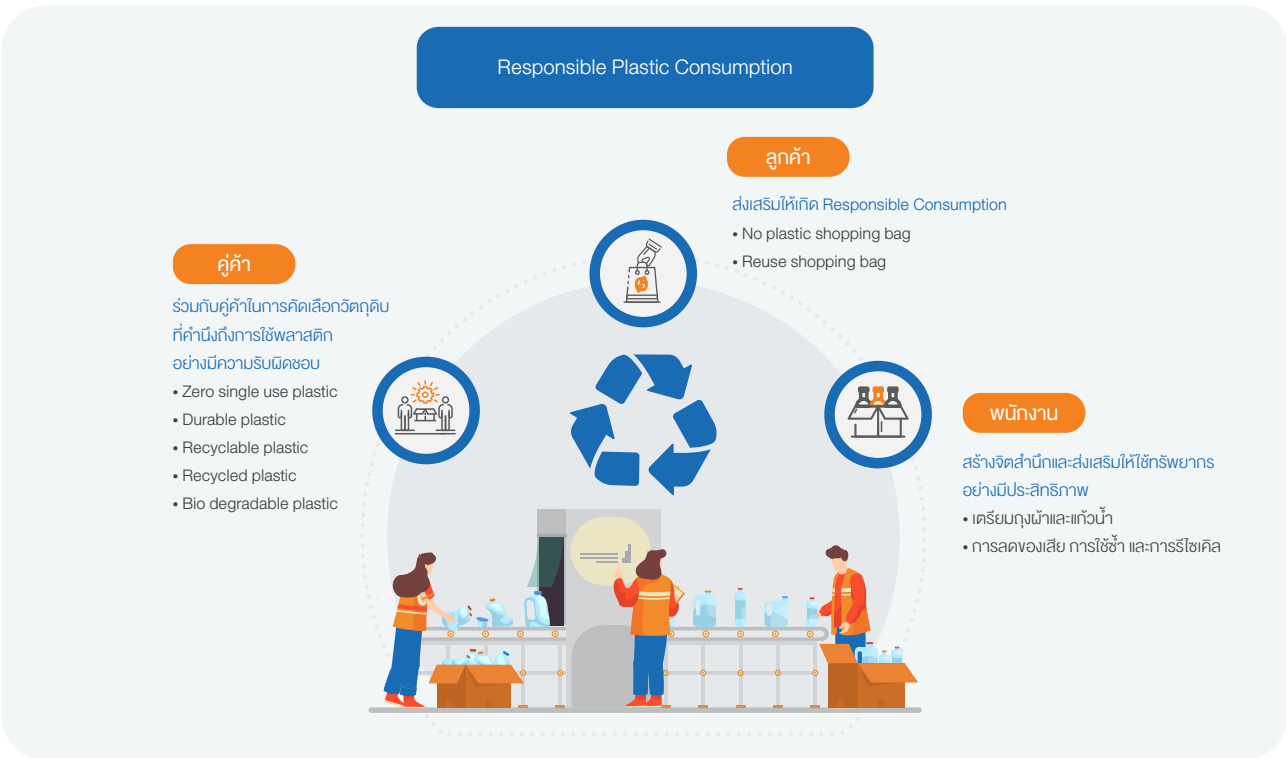 Responsible Plastic Consumption
ลูกค้า
ส่งเสริมให้เกิด Responsible Consumption
• No plastic shopping bag
• Reuse shopping bag
คู่ค้า
ร่วมกับคู่ค้าในการคัดเลือกวัตถุดิบ
ที่คำนึงถึงการใช้พลาสติก
อย่างมีความรับผิดชอบ
• Zero single use plastic
• Durable plastic
• Recyclable plastic
• Recycled plastic
• Bio degradable plastic
พนักงาน
สร้างจิตสำนึกและส่งเสริมให้ใช้ทรัพยากร
อย่างมีประสิทธิภาพ
• เตรียมถุงผ้าและแก้วน้ำ
• การลดของเสีย การใช้ซ้ำ และการรีไซเคิล